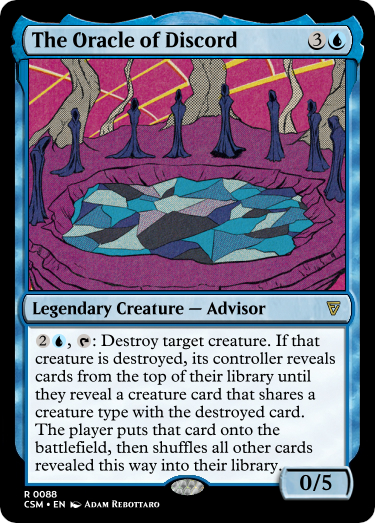 The Oracle of Discord 3
Legendary Creature — Advisor
2 , : Destroy target creature. If that
creature is destroyed, its controller reveals
cards from the top of their library until
they reveal a creature card that shares a
creature type with the destroyed card.
The player puts that card onto the
battlefield, then shuffles all other cards
revealed this way into their library.
0/5
R 0088
CSM • EN ADAM REBOTTARO